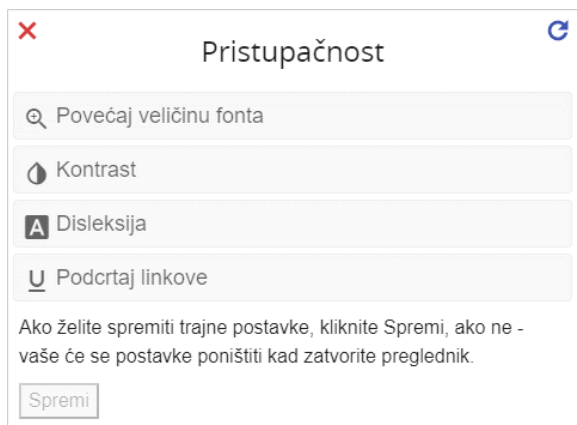 Pristupačnost
Povećaj veličinu fonta
Kontrast
A Disleksija
U Podcrtaj linkove
Ako želite spremiti trajne postavke, kliknite Spremi, ako ne -
vaše će se postavke poništiti kad zatvorite preglednik.
Spremi